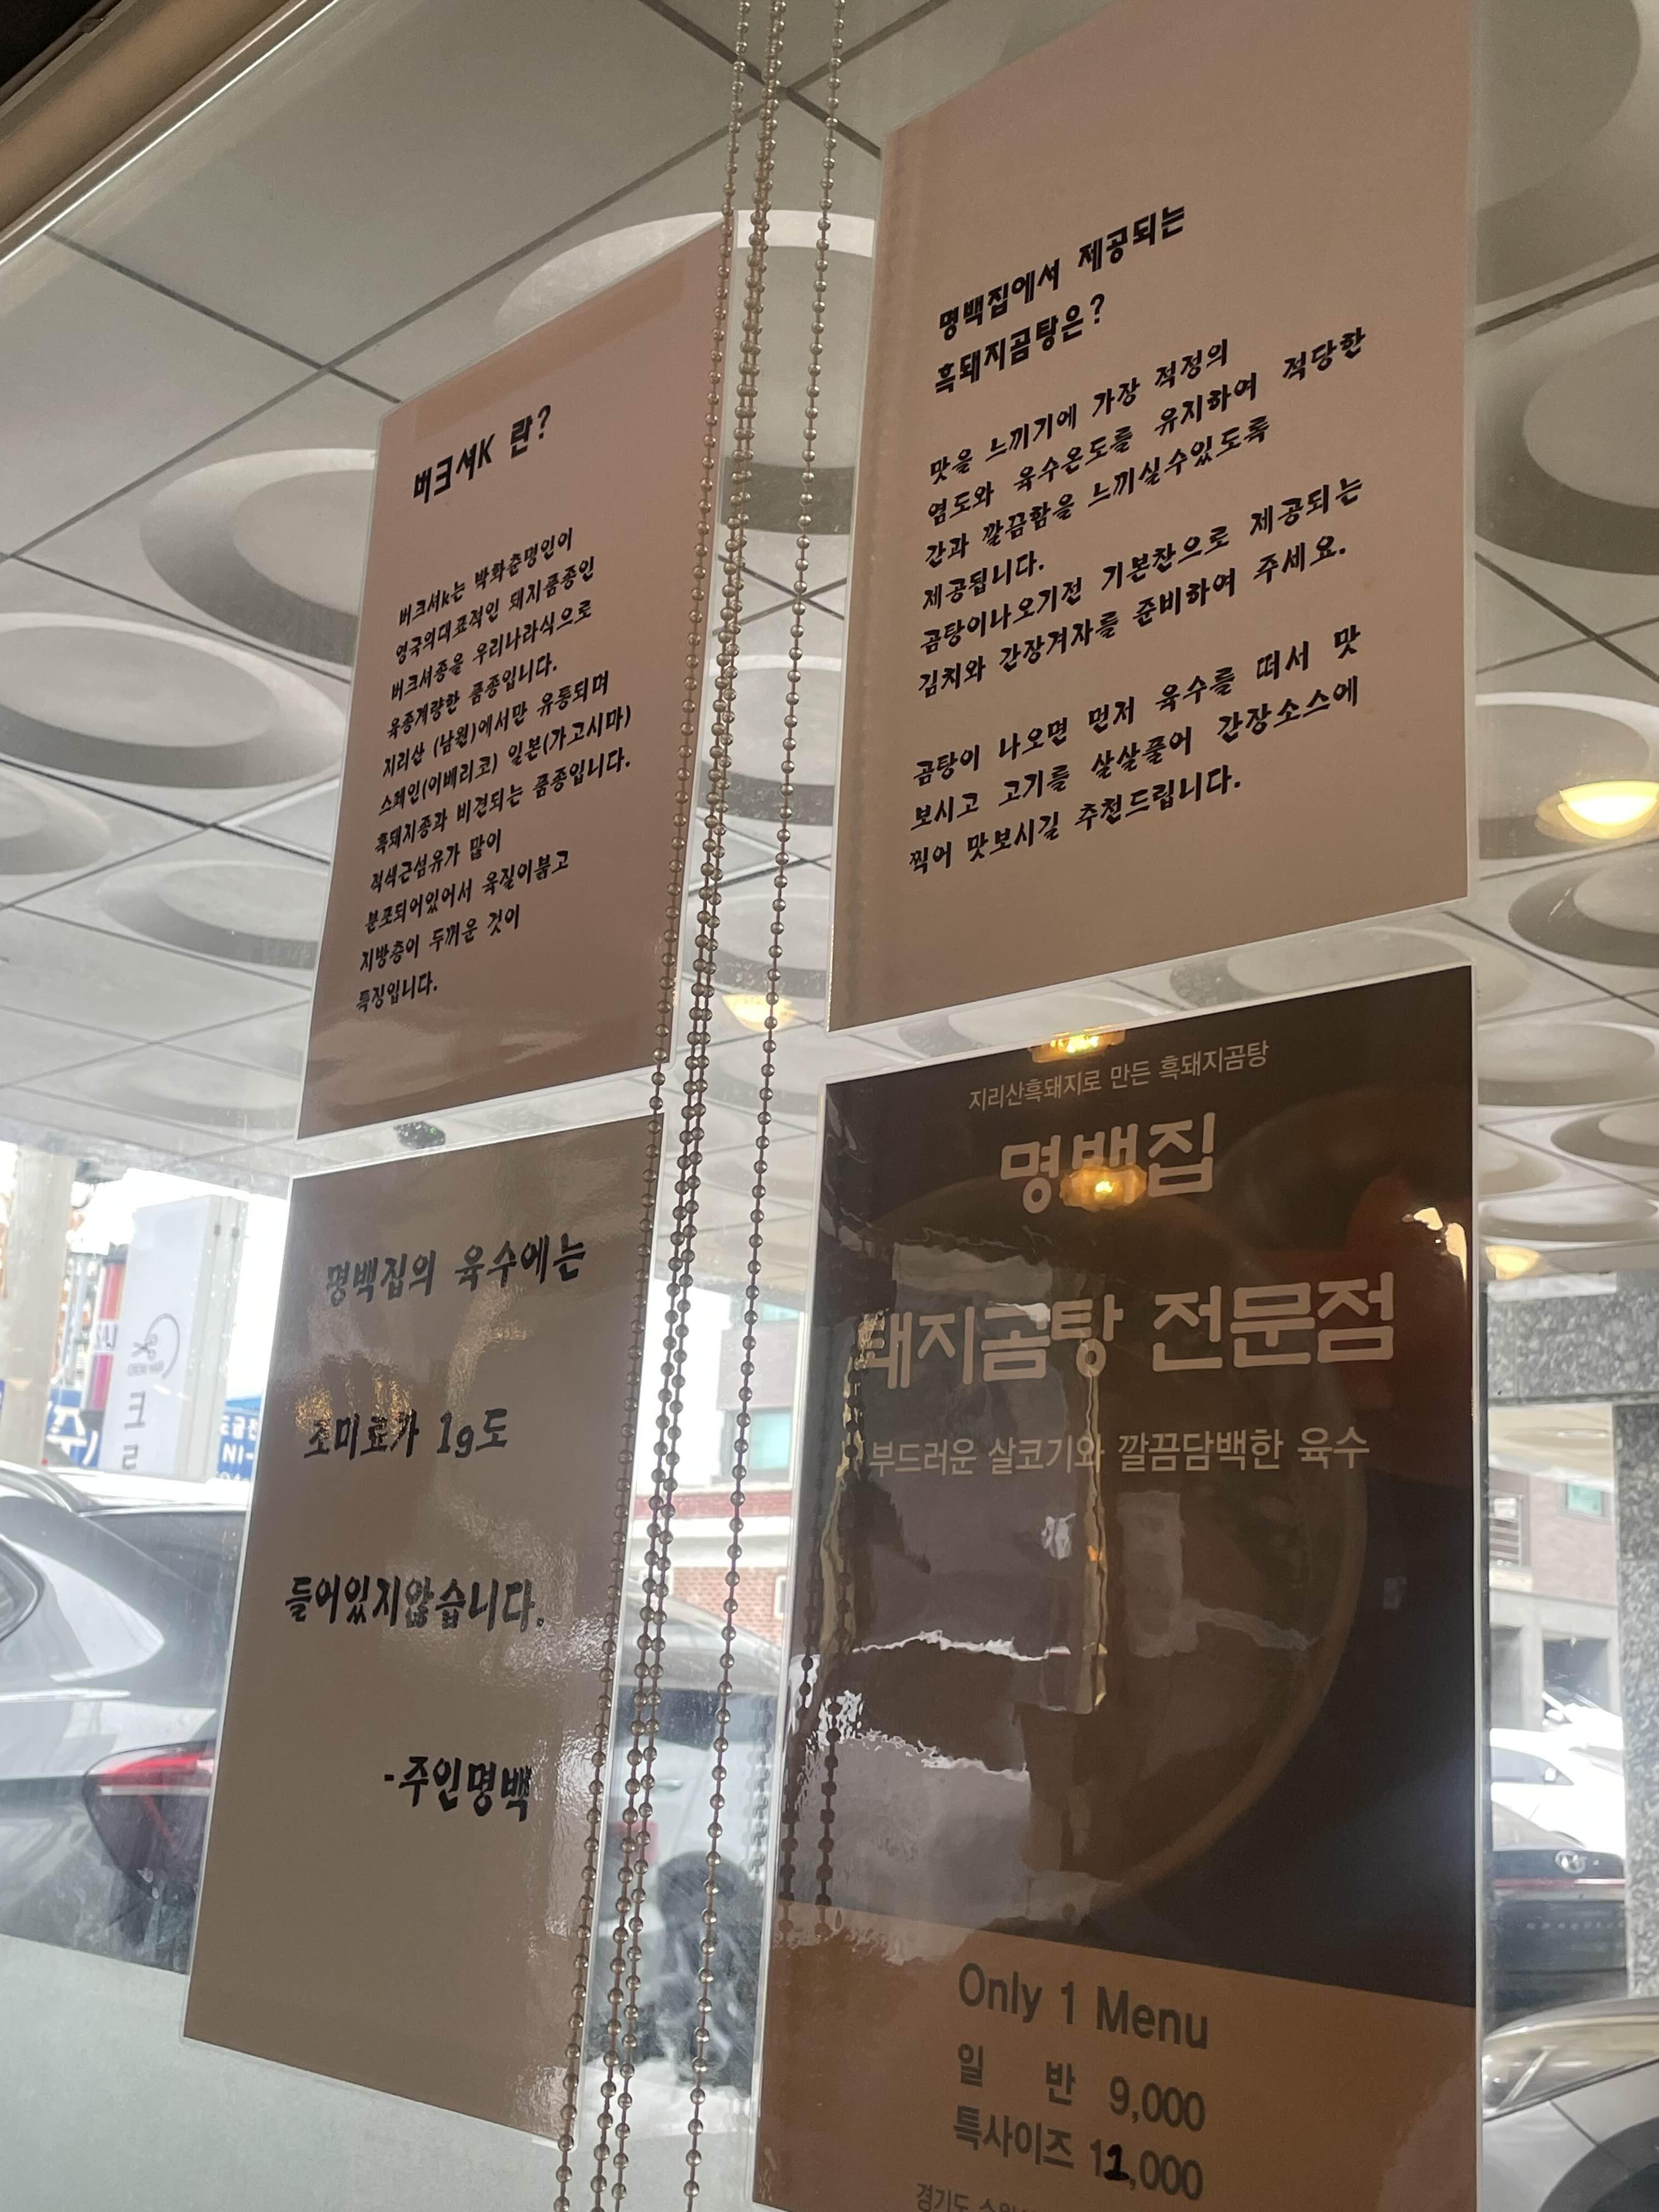 버크셔K 란?
버크셔k는 박화춘명인이
영국의대표적인 돼지품종인
버크셔종을 우리나라식으로
육종계량한 품종입니다.
지리산 (남원)에서만 유통되며
스페인(이베리코) 일본(가고시마)
흑돼지종과 비견되는 품종입니다.
적색근섬유가 많이
분포되어있어서 육질이붉고
지방층이 두꺼운 것이
특징입니다.
명백집에서 제공되는
흑돼지곰탕은?
맛을 느끼기에 가장 적정의
염도와 육수온도를 유지하여 적당한
간과 깔끔함을 느끼실수있도록
제공됩니다.
곰탕이나오기전 기본찬으로 제공되는
김치와 간장겨자를 준비하여 주세요.
곰탕이 나오면 먼저 육수를 떠서 맛
보시고 고기를 살살풀어 간장소스에
찍어 맛보시길 추천드립니다.
명백집의 육수에는
조미료가 1g도
들어있지않습니다.
-주인명백
지리산흑돼지로 만든 흑돼지곰탕
명백집
돼지곰탕 전문점
부드러운 살코기와 깔끔담백한 육수
Only 1 Menu
일 반 9,000
특사이즈 12,000
경기도